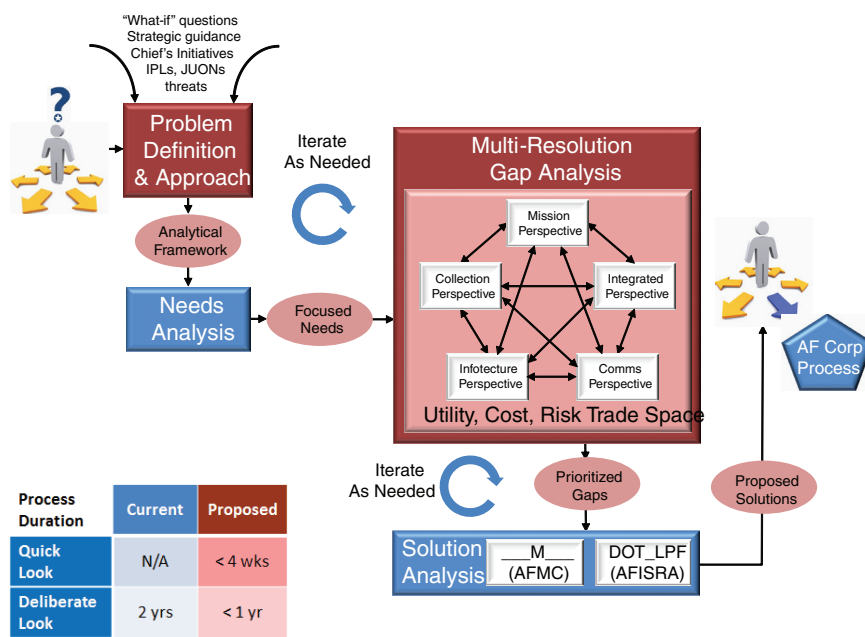 “What-if” questions
Strategic guidance
Chief’s Initiatives
IPLs, JUONs
threats
?
Problem
Definition
& Approach
Iterate
As Needed
Multi-Resolution
Gap Analysis
Mission
Perspective
Collection
Perspective
Integrated
Perspective
Infotecture
Perspective
Comms
Perspective
Utility, Cost, Risk Trade Space
Analytical
Framework
Needs
Analysis
Focused
Needs
AF Corp
Process
Iterate
As Needed
Prioritized
Gaps
Proposed
Solutions
Solution
Analysis
___M___
(AFMC)
DOT_LPF
(AFISRA)
Process
Duration
Current
Proposed
Quick
Look
N/A
< 4 wks
Deliberate
Look
2 yrs
< 1 yr